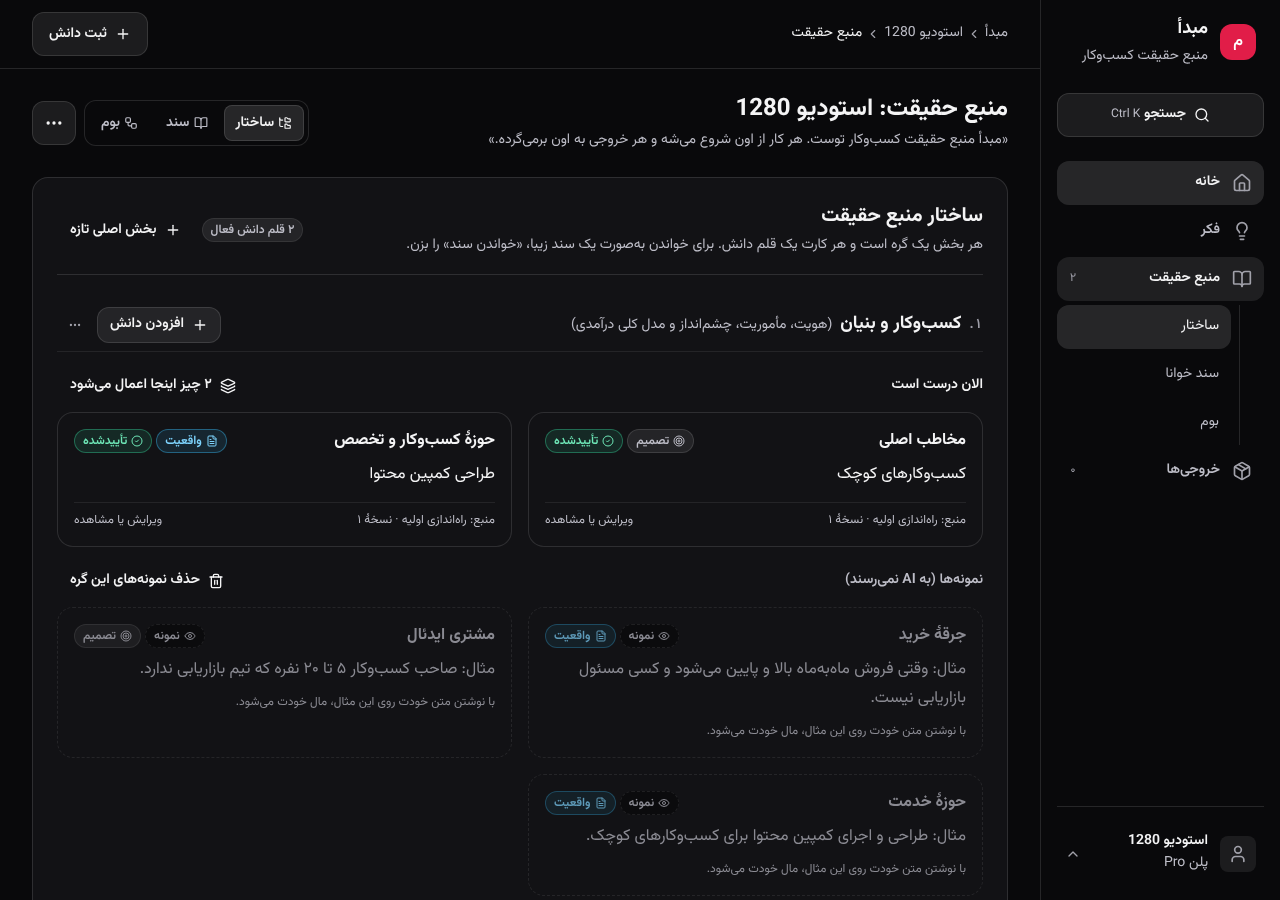 مبدأ
منبع حقیقت کسب‌وکار
م
جستجو Ctrl K
خانه
فکر
منبع حقیقت ۲
ساختار
سند خوانا
بوم
خروجی‌ها ۰
استودیو 1280
پلن Pro
مبدأ › استودیو 1280 › منبع حقیقت
ثبت دانش
منبع حقیقت: استودیو 1280
«مبدأ منبع حقیقت کسب‌وکار توست. هر کار از اون شروع می‌شه و هر خروجی به اون برمی‌گرده.»
ساختار سند بوم
ساختار منبع حقیقت
هر بخش یک گره است و هر کارت یک قلم دانش. برای خواندن به‌صورت یک سند زیبا، «خواندن سند» را بزن.
۲ قلم دانش فعال
بخش اصلی تازه
۱. کسب‌وکار و بنیان (هویت، مأموریت، چشم‌انداز و مدل کلی درآمدی)
افزودن دانش
الان درست است
۲ چیز اینجا اعمال می‌شود
مخاطب اصلی تصمیم تأییدشده
کسب‌وکارهای کوچک
منبع: راه‌اندازی اولیه · نسخهٔ ۱ ویرایش یا مشاهده
حوزهٔ کسب‌وکار و تخصص واقعیت تأییدشده
طراحی کمپین محتوا
منبع: راه‌اندازی اولیه · نسخهٔ ۱ ویرایش یا مشاهده
نمونه‌ها (به AI نمی‌رسند)
حذف نمونه‌های این گره
جرقهٔ خرید نمونه واقعیت
مثال: وقتی فروش ماه‌به‌ماه بالا و پایین می‌شود و کسی مسئول
بازاریابی نیست.
با نوشتن متن خودت روی این مثال، مال خودت می‌شود.
مشتری ایدئال نمونه تصمیم
مثال: صاحب کسب‌وکار ۵ تا ۲۰ نفره که تیم بازاریابی ندارد.
با نوشتن متن خودت روی این مثال، مال خودت می‌شود.
حوزهٔ خدمت نمونه واقعیت
مثال: طراحی و اجرای کمپین محتوا برای کسب‌وکارهای کوچک.
با نوشتن متن خودت روی این مثال، مال خودت می‌شود.